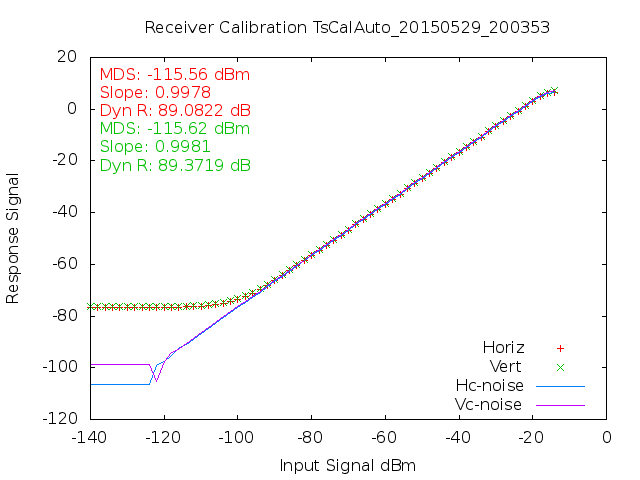 Receiver Calibration TsCalAuto_20150529_200353
20
MDS: -115.56 dBm
Slope: 0.9978
Dyn R: 89.0822 dB
MDS: -115.62 dBm
Slope: 0.9981
Dyn R: 89.3719 dB
0
-20
-40
-60
-80
-100
-120
Response Signal
Horiz
Vert
Hc-noise
Vc-noise
-140
-120
-100
-80
-60
-40
-20
0
Input Signal dBm